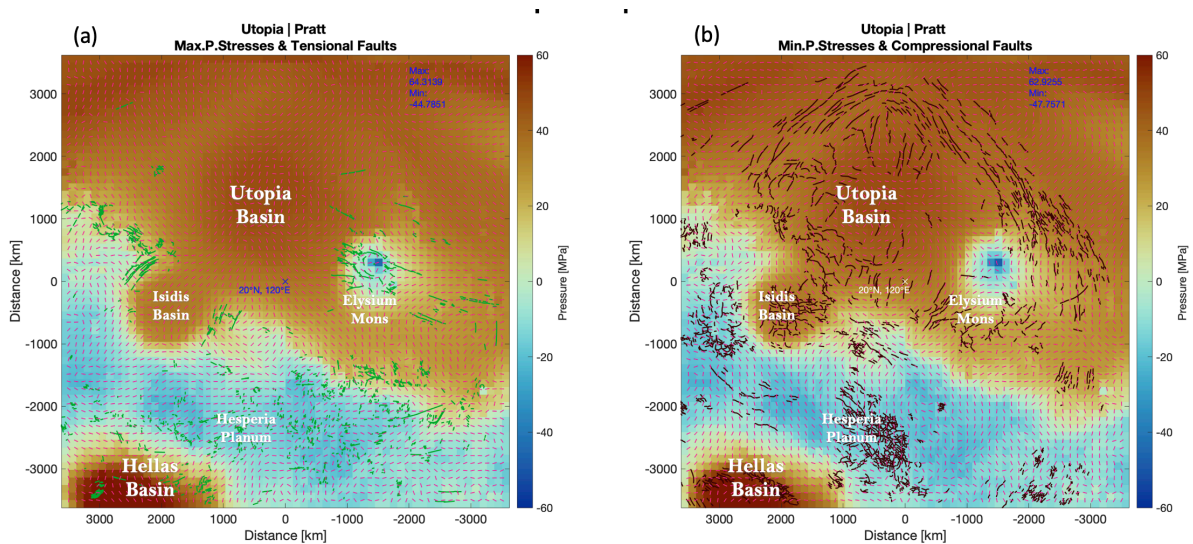 (a)
Utopia | Pratt
Max.P.Stresses & Tensional Faults
Max:
64.3139
Min:
-44.7851
3000
2000
1000
0
-1000
-2000
-3000
Distance [km]
Utopia
Basin
Isidis
Basin
20°N, 120°E
Elysium
Mons
Hesperia
Planum
Hellas
Basin
3000 2000 1000 0 -1000 -2000 -3000
Distance [km]
60
40
20
0
-20
-40
-60
Pressure [MPa]
(b)
Utopia | Pratt
Min.P.Stresses & Compressional Faults
Max:
62.9255
Min:
-47.7571
3000
2000
1000
0
-1000
-2000
-3000
Distance [km]
Utopia
Basin
Isidis
Basin
20°N, 120°E
Elysium
Mons
Hesperia
Planum
Hellas
Basin
3000 2000 1000 0 -1000 -2000 -3000
Distance [km]
60
40
20
0
-20
-40
-60
Pressure [MPa]